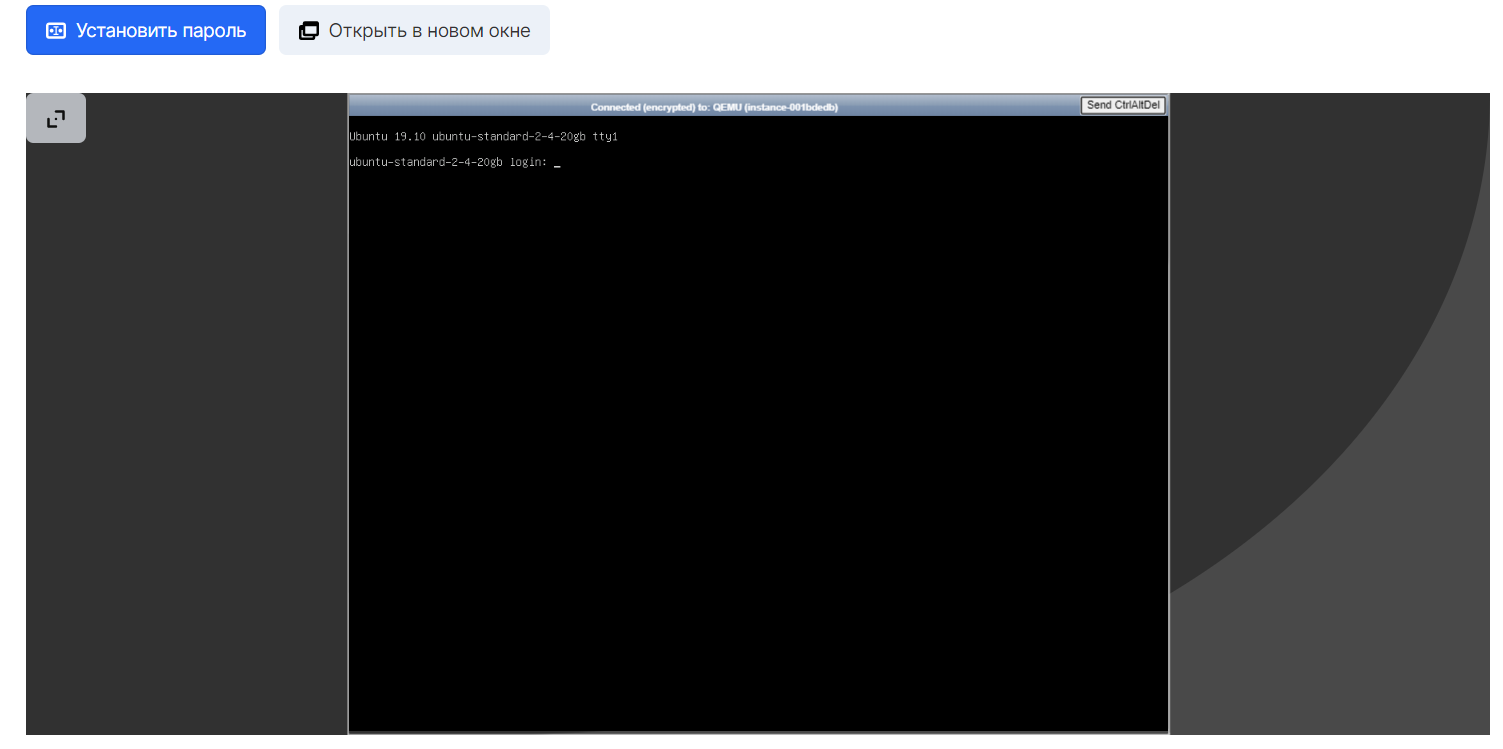 Установить пароль
Открыть в новом окне
Connected (encrypted) to: QEMU (instance-001bdedb)
Send CtrlAltDel
Ubuntu 19.10 ubuntu-standard-2-4-20gb tty1
ubuntu-standard-2-4-20gb login: _